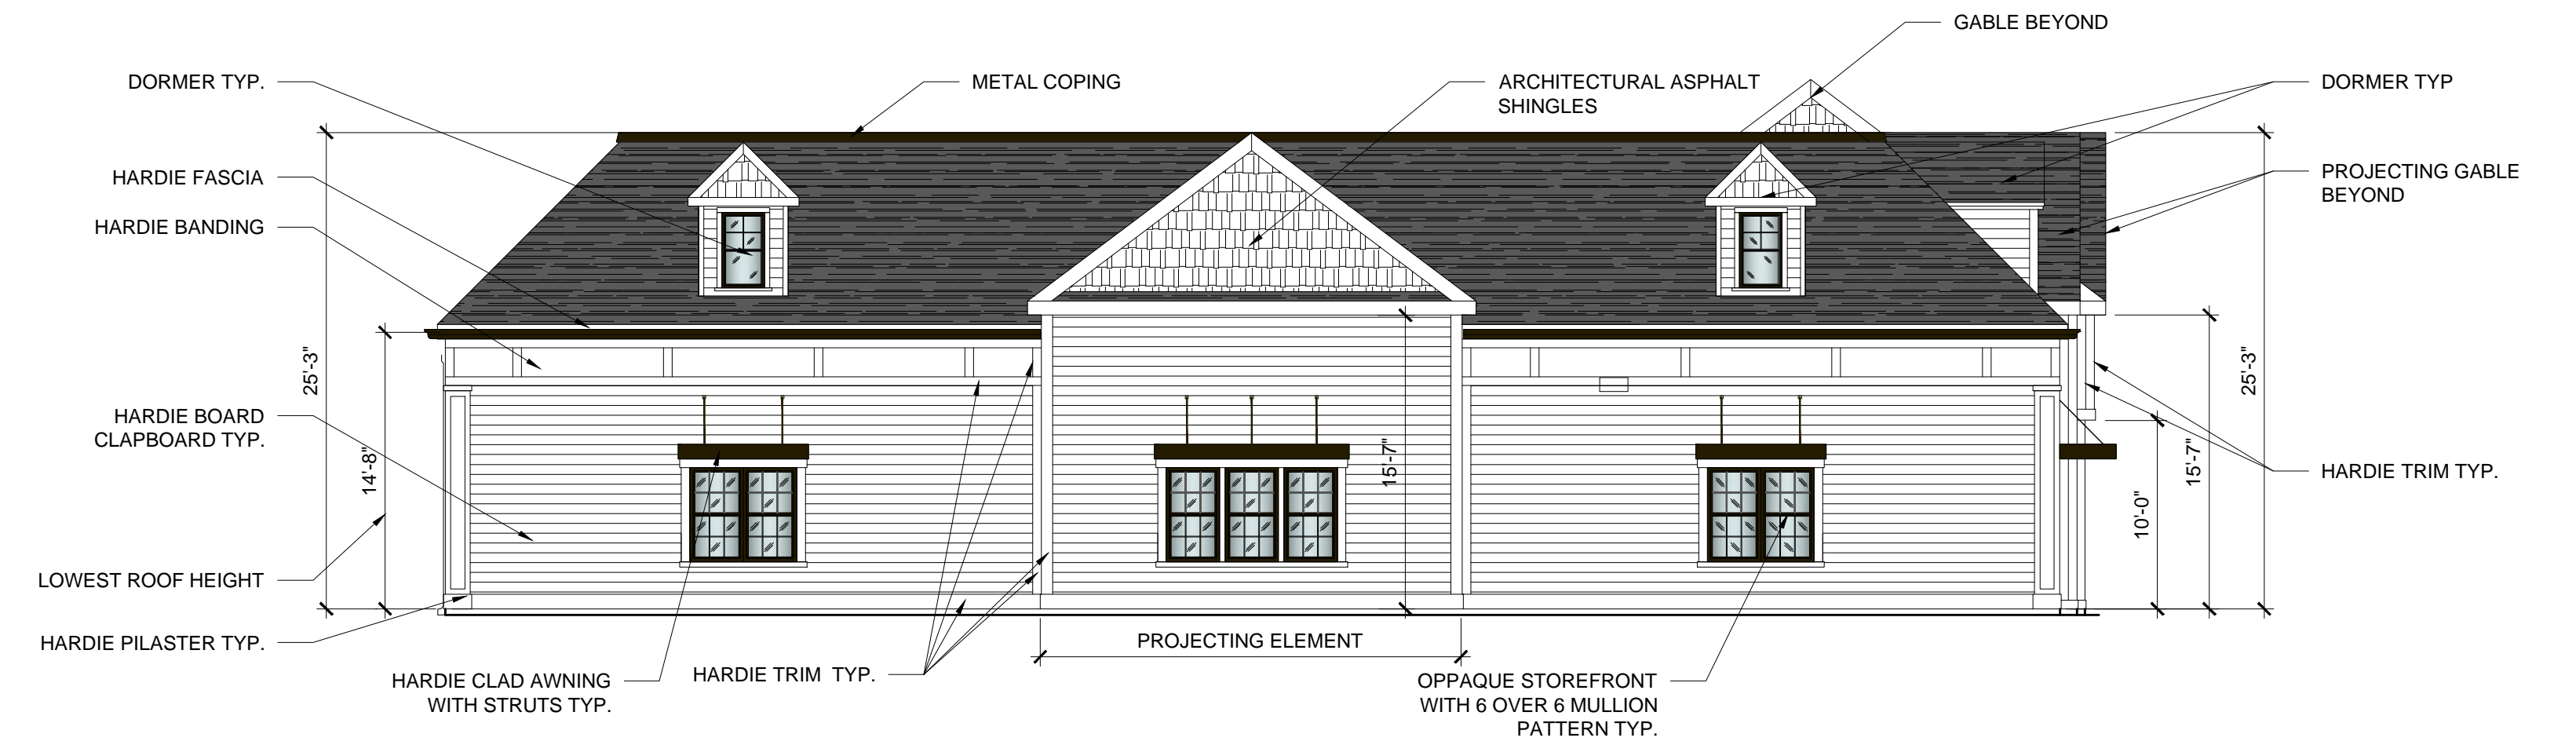 GABLE BEYOND
DORMER TYP.
METAL COPING
ARCHITECTURAL ASPHALT
SHINGLES
DORMER TYP
HARDIE FASCIA
PROJECTING GABLE
BEYOND
HARDIE BANDING
25'-3"
14'-8"
15'-7"
10'-0"
15'-7"
25'-3"
HARDIE BOARD
CLAPBOARD TYP.
HARDIE TRIM TYP.
LOWEST ROOF HEIGHT
HARDIE PILASTER TYP.
PROJECTING ELEMENT
HARDIE CLAD AWNING
WITH STRUTS TYP.
HARDIE TRIM  TYP.
OPPAQUE STOREFRONT
WITH 6 OVER 6 MULLION
PATTERN TYP.